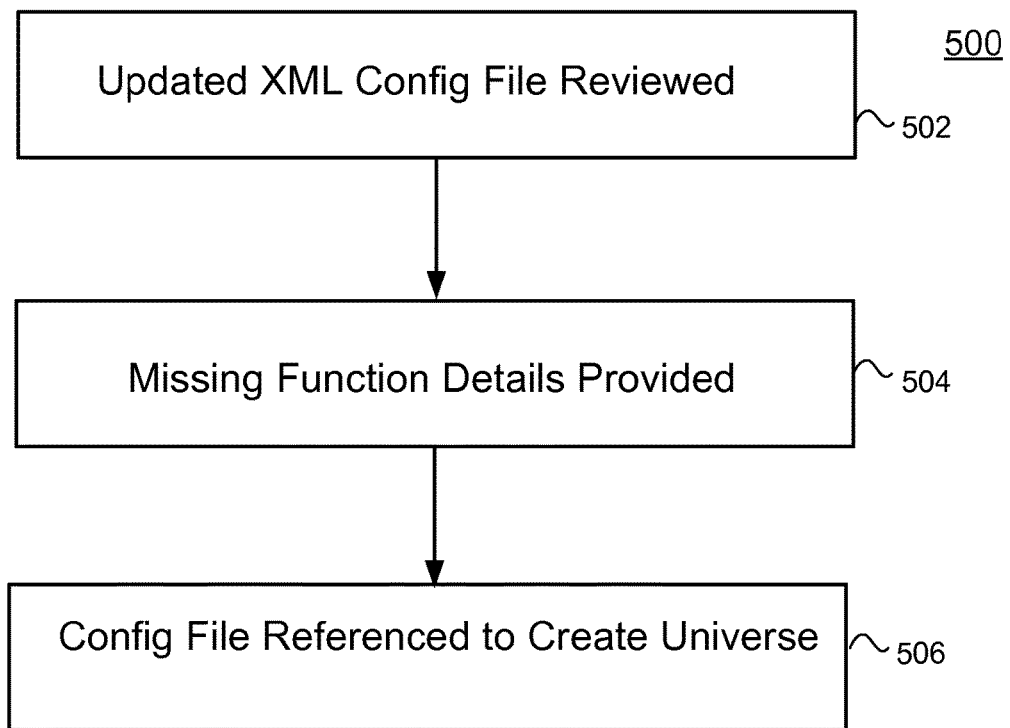 500
Updated XML Config File Reviewed
502
Missing Function Details Provided
504
Config File Referenced to Create Universe
506